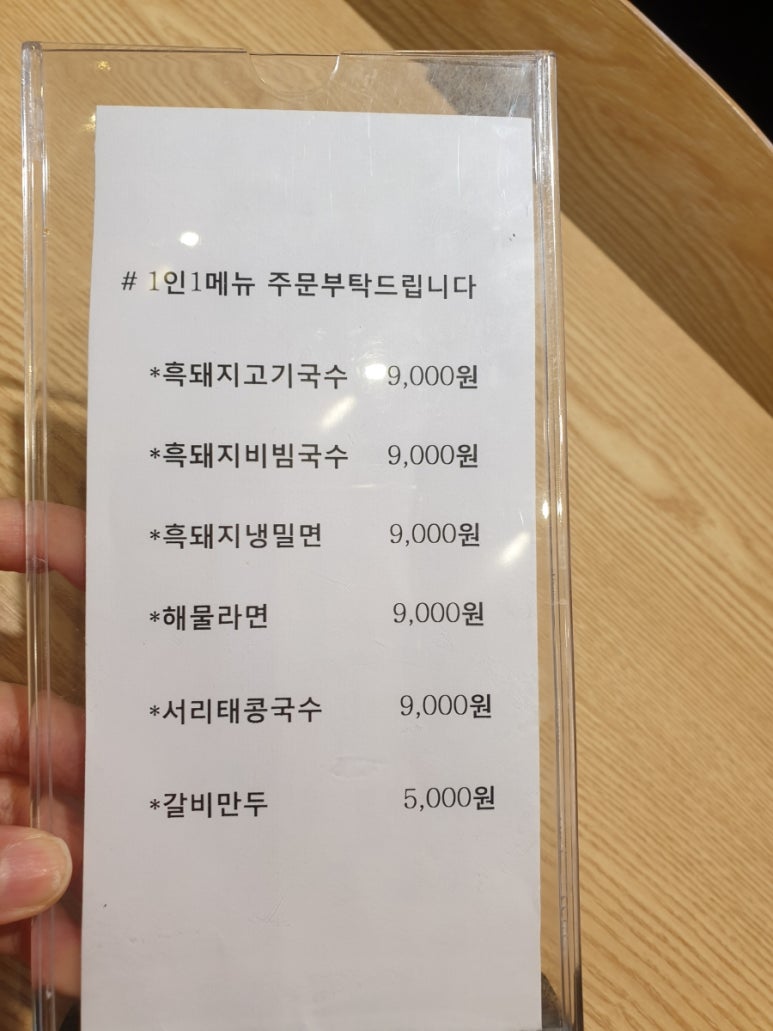 # 1인1메뉴 주문부탁드립니다
*흑돼지고기국수 9,000원
*흑돼지비빔국수 9,000원
*흑돼지냉밀면 9,000원
*해물라면 9,000원
*서리태콩국수 9,000원
*갈비만두 5,000원